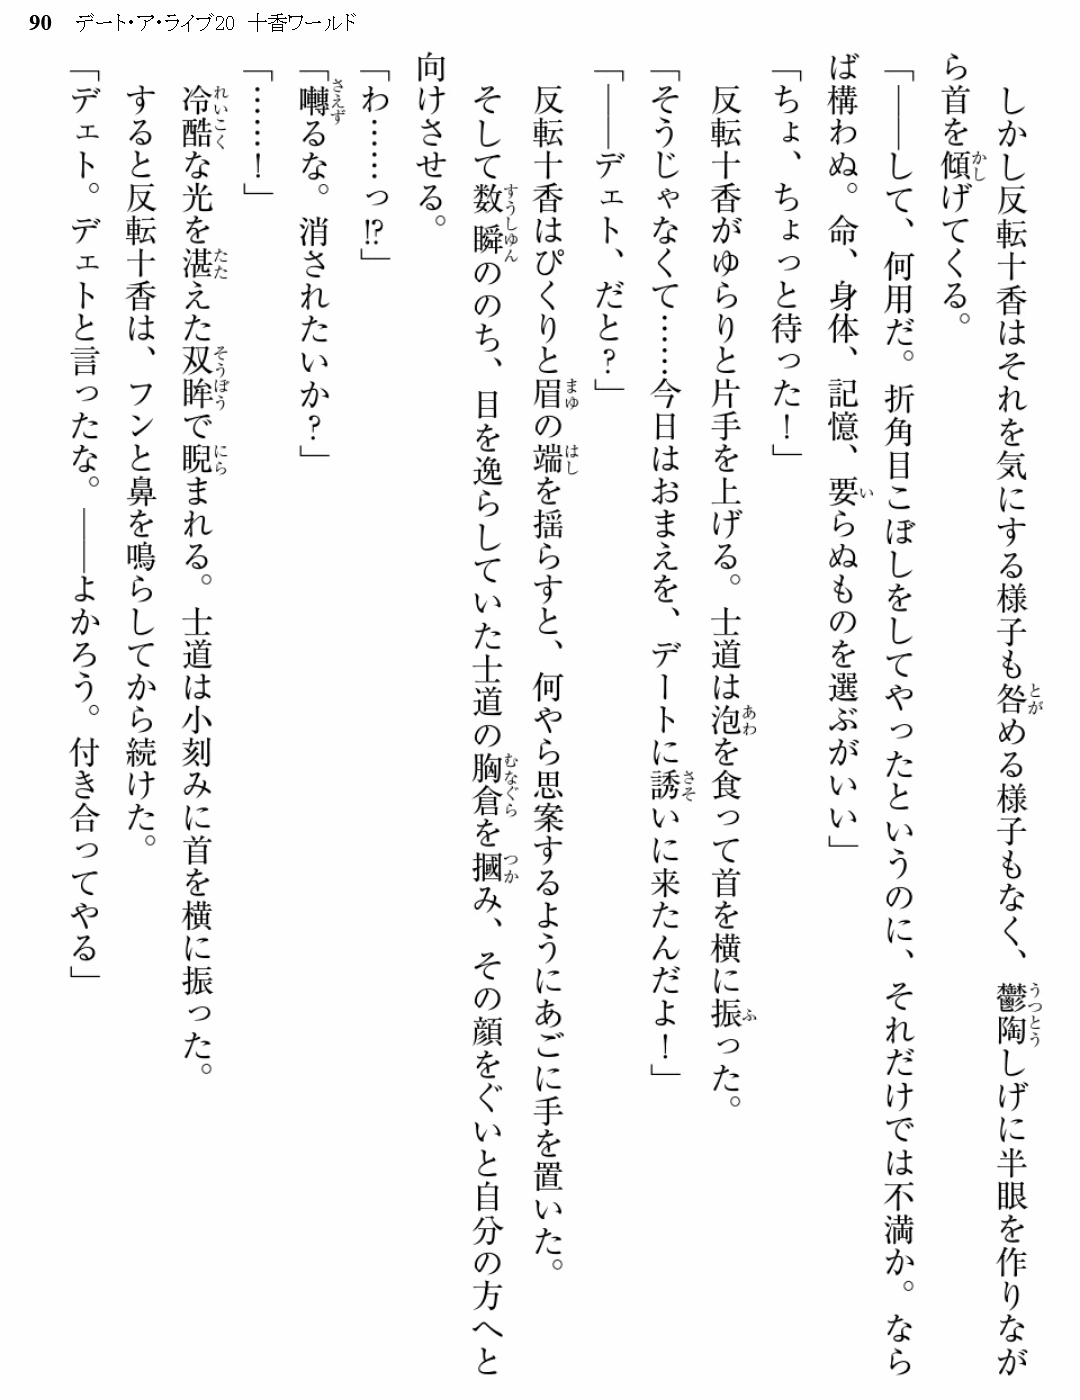 90 デート・ア・ライブ20 十香ワールド
しかし反転十香はそれを気にする様子も咎める様子もなく、鬱陶しげに半眼を作りなが
ら首を傾げてくる。
「――して、何用だ。折角目こぼしをしてやったというのに、それだけでは不満か。なら
ば構わぬ。命、身体、記憶、要らぬものを選ぶがいい」
「ちょ、ちょっと待った！」
反転十香がゆらりと片手を上げる。士道は泡を食って首を横に振った。
「そうじゃなくて……今日はおまえを、デートに誘いに来たんだよ！」
「――デェト、だと？」
反転十香はぴくりと眉の端を揺らすと、何やら思案するようにあごに手を置いた。
そして数瞬ののち、目を逸らしていた士道の胸倉を摑み、その顔をぐいと自分の方へと
向けさせる。
「わ……っ!?」
「囀るな。消されたいか？」
「……！」
冷酷な光を湛えた双眸で睨まれる。士道は小刻みに首を横に振った。
すると反転十香は、フンと鼻を鳴らしてから続けた。
「デェト。デェトと言ったな。――よかろう。付き合ってやる」